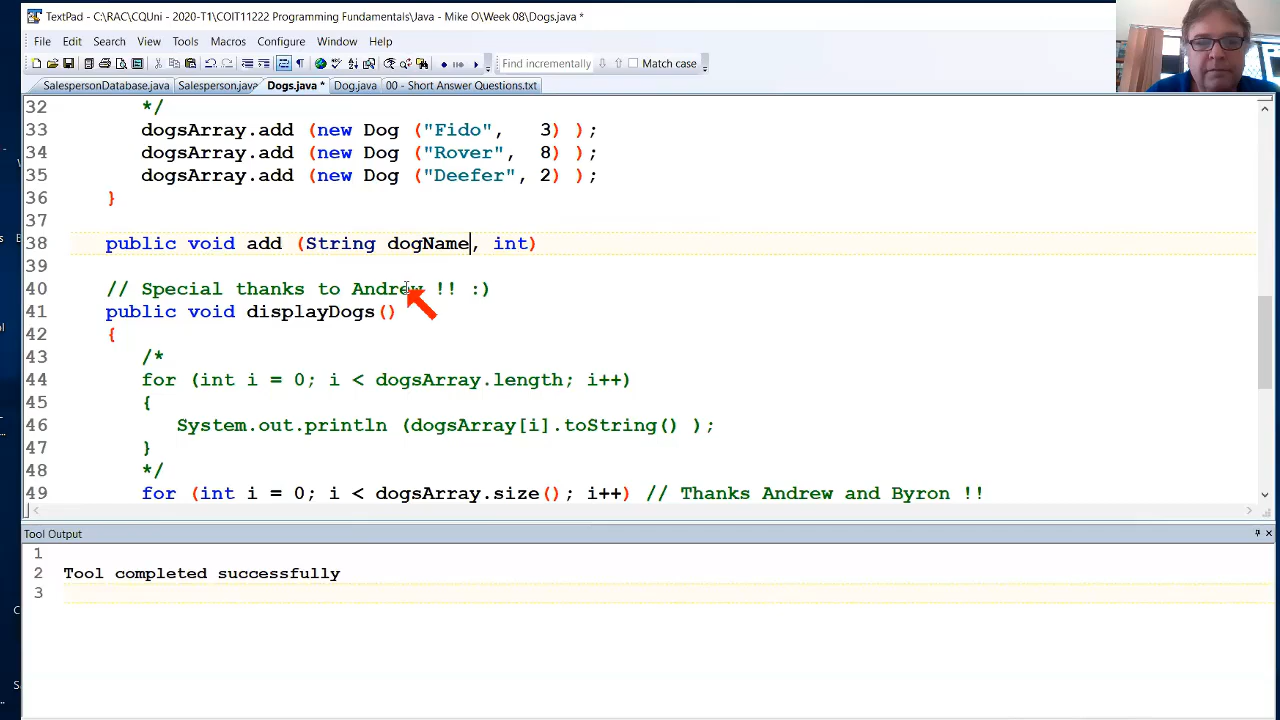 TextPad - C:\RAC\CQUni - 2020-T1\COIT11222 Programming Fundamentals\Java - Mike O\Week 08\Dogs.java *
File Edit Search View Tools Macros Configure Window Help
Find incrementally Match case
SalespersonDatabase.java Salesperson.java Dogs.java * Dog.java 00 - Short Answer Questions.txt
32 */
33 dogsArray.add (new Dog ("Fido", 3) );
34 dogsArray.add (new Dog ("Rover", 8) );
35 dogsArray.add (new Dog ("Deefer", 2) );
36 }
37
38 public void add (String dogName, int)
39
40 // Special thanks to Andrew !! :)
41 public void displayDogs()
42 {
43 /*
44 for (int i = 0; i < dogsArray.length; i++)
45 {
46 System.out.println (dogsArray[i].toString() );
47 }
48 */
49 for (int i = 0; i < dogsArray.size(); i++) // Thanks Andrew and Byron !!
Tool Output
1
2 Tool completed successfully
3